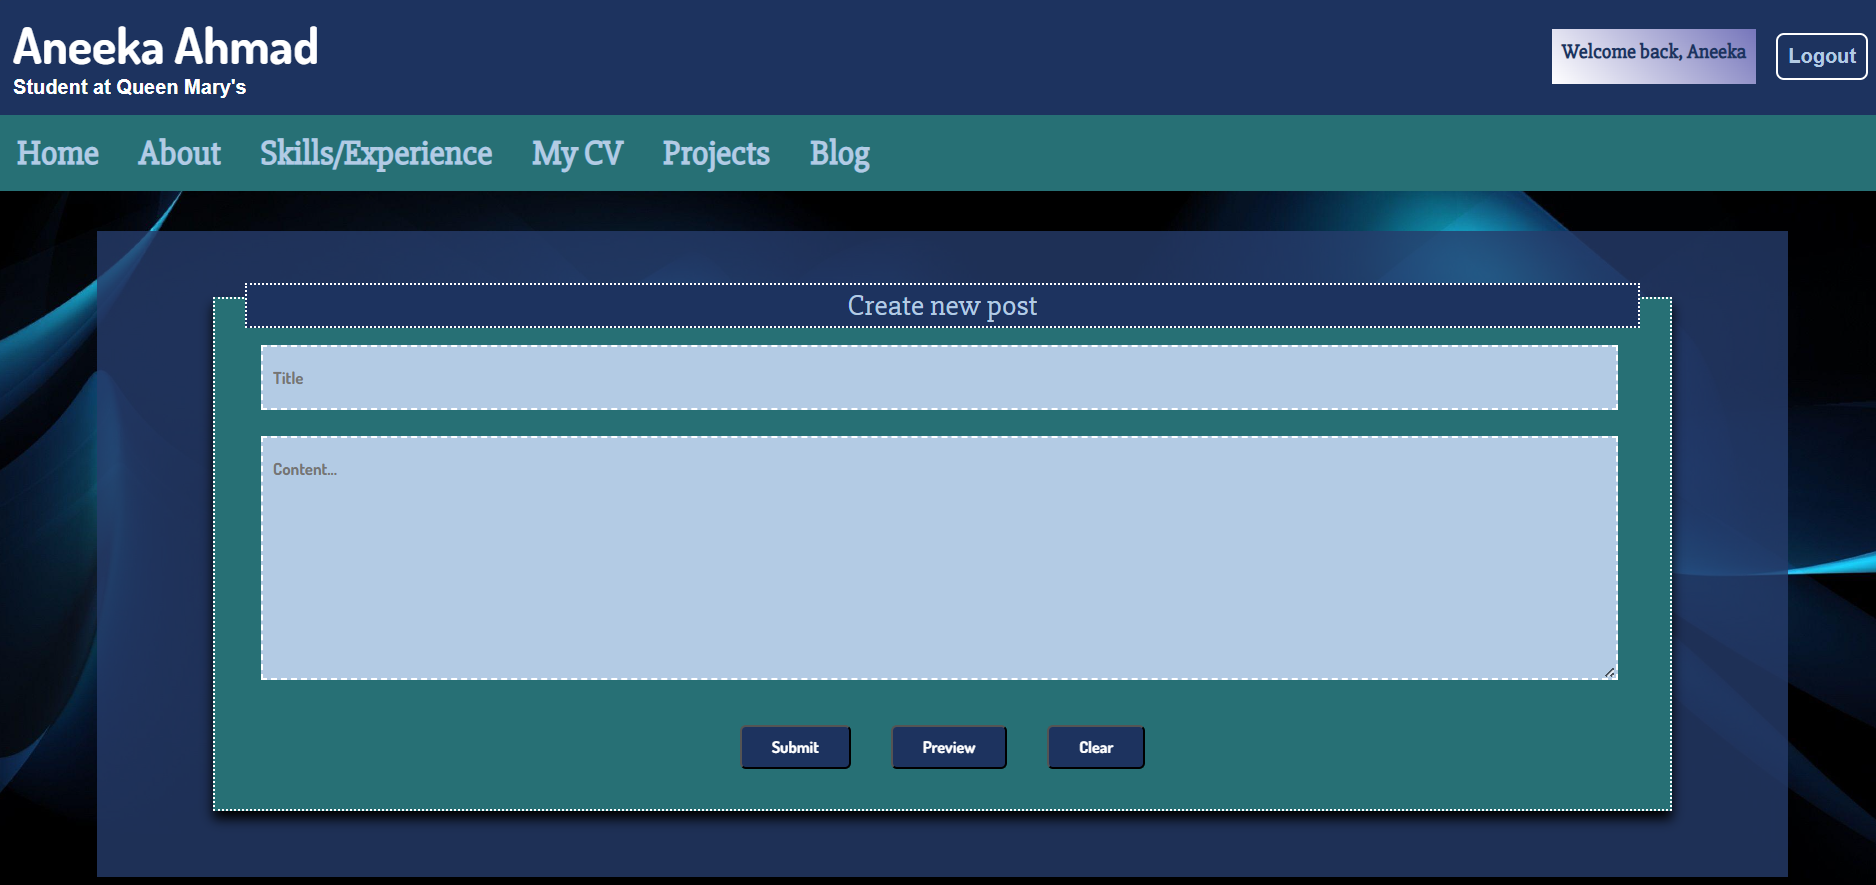 Aneeka Ahmad
Student at Queen Mary's
Welcome back, Aneeka
Logout
Home About Skills/Experience My CV Projects Blog
Create new post
Title
Content...
Submit Preview Clear